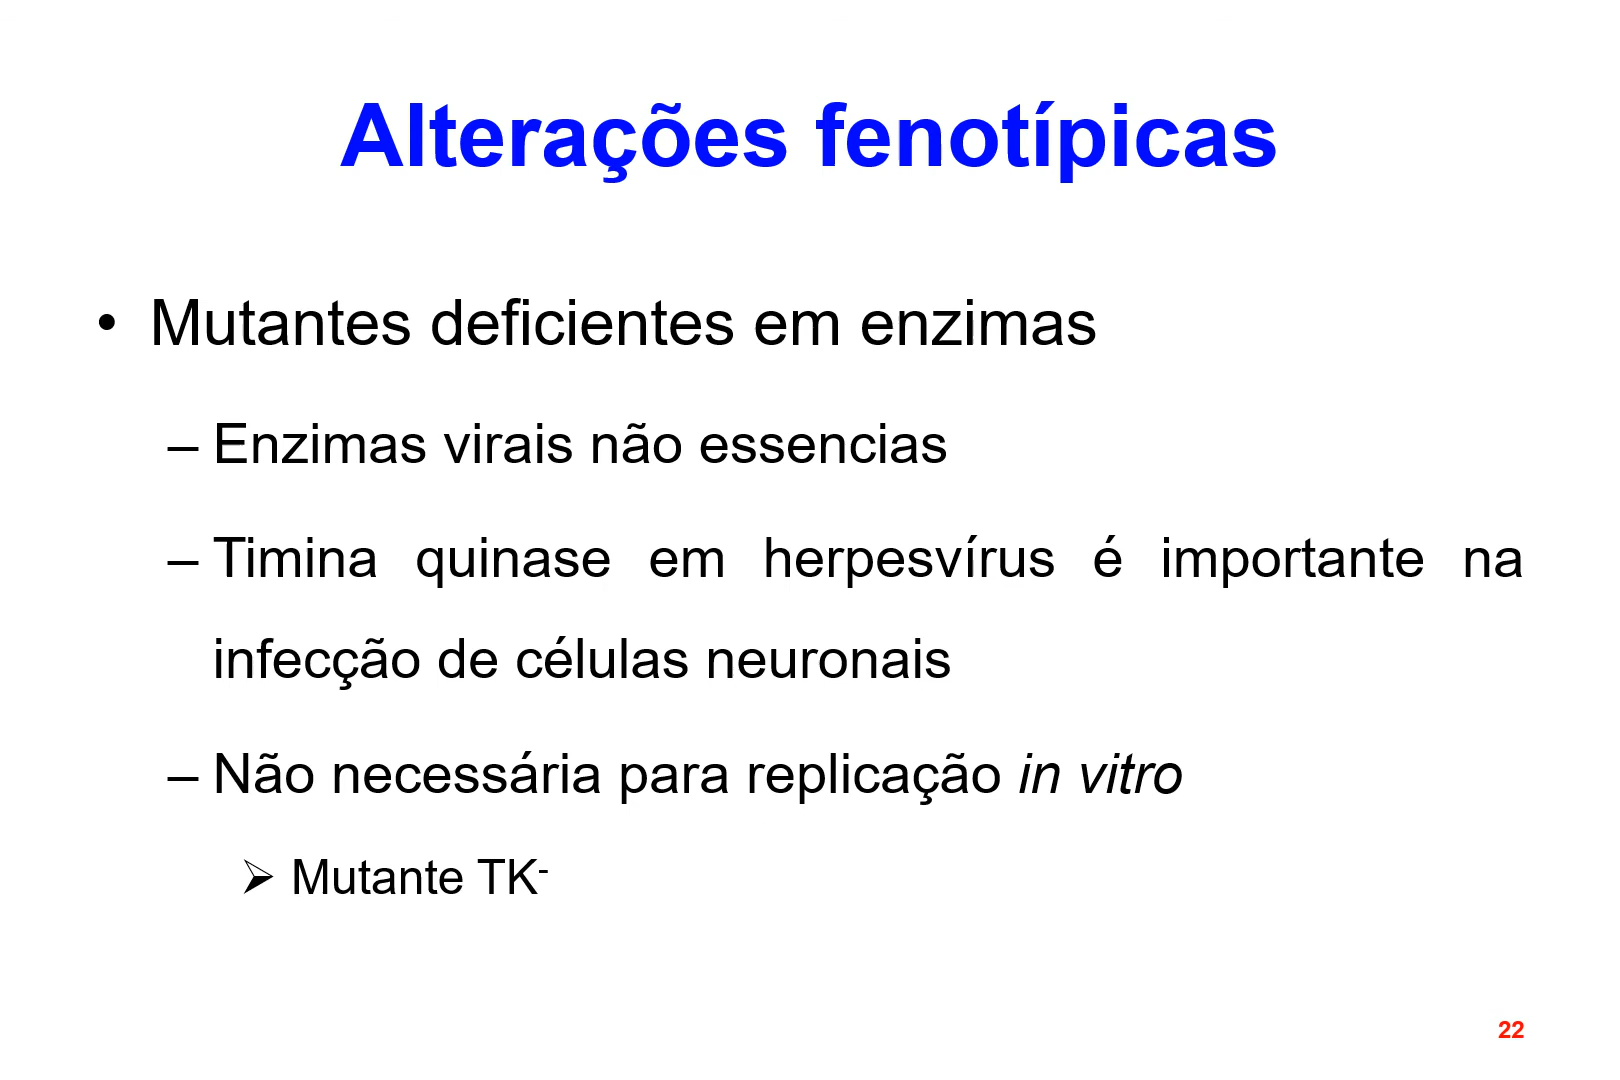 Alterações fenotípicas
• Mutantes deficientes em enzimas
– Enzimas virais não essencias
– Timina quinase em herpesvírus é importante na
infecção de células neuronais
– Não necessária para replicação in vitro
➢ Mutante TK⁻
22